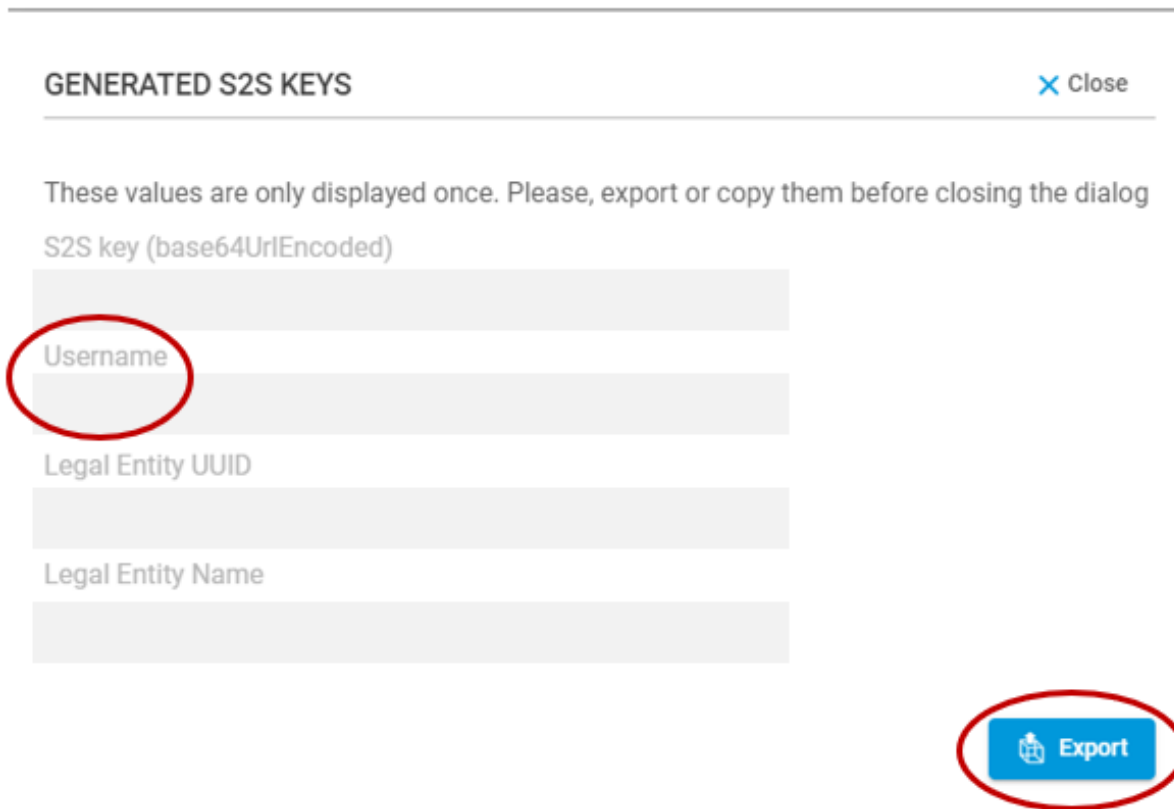 GENERATED S2S KEYS
Close
These values are only displayed once. Please, export or copy them before closing the dialog
S2S key (base64UrlEncoded)
Username
Legal Entity UUID
Legal Entity Name
Export